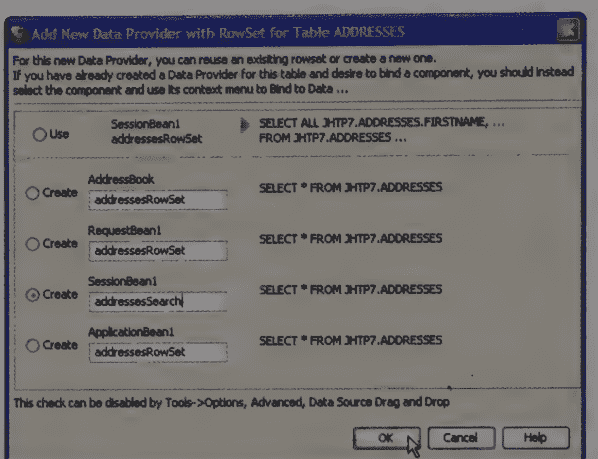 Add New Data Provider with RowSet for Table ADDRESSES
For this new Data Provider, you can reuse an exisiting rowset or create a new one.
If you have already created a Data Provider for this table and desire to bind a component, you should instead
select the component and use its context menu to Bind to Data ...
Use SessionBean1 SELECT ALL JHTP7.ADDRESSES.FIRSTNAME, ...
addressesRowSet FROM JHTP7.ADDRESSES ...
AddressBook
Create addressesRowSet SELECT * FROM JHTP7.ADDRESSES
RequestBean1
Create addressesRowSet SELECT * FROM JHTP7.ADDRESSES
SessionBean1
Create addressesSearch SELECT * FROM JHTP7.ADDRESSES
ApplicationBean1
Create addressesRowSet SELECT * FROM JHTP7.ADDRESSES
This check can be disabled by Tools->Options, Advanced, Data Source Drag and Drop
OK Cancel Help